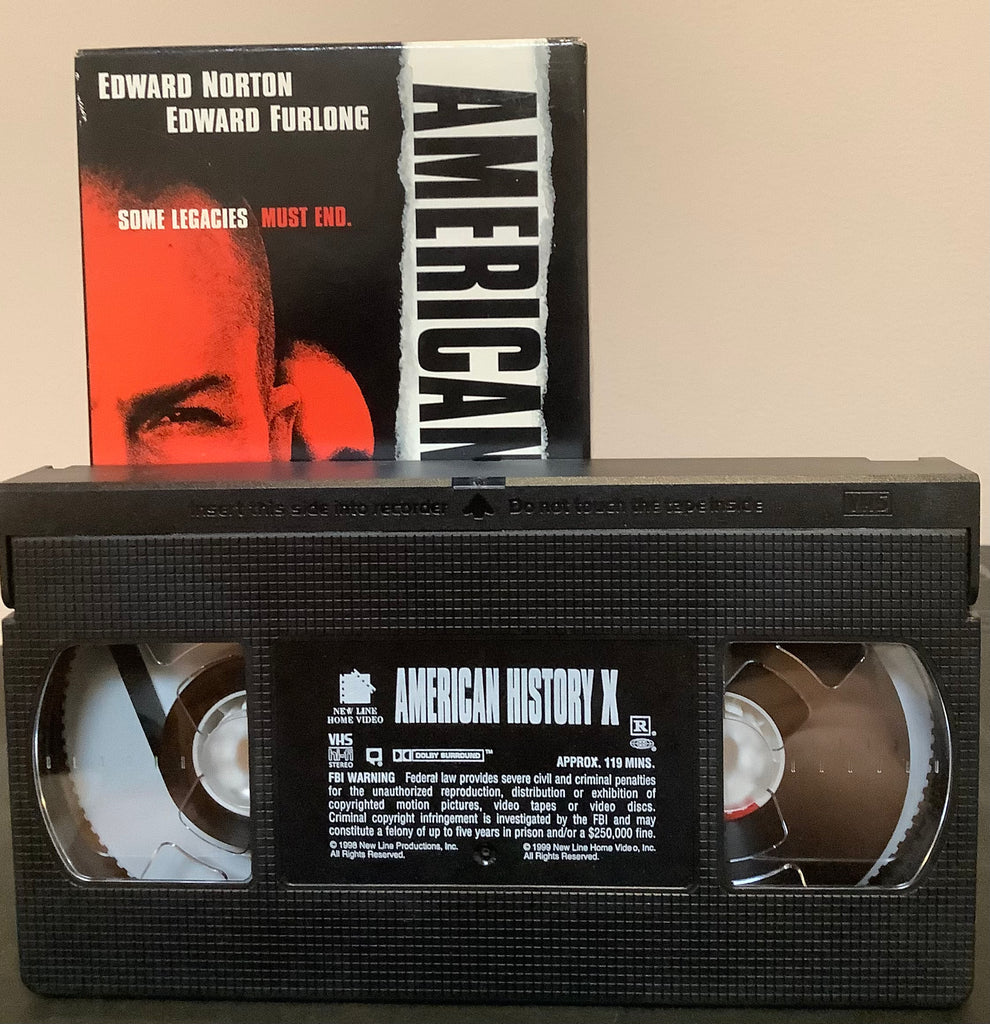 EDWARD NORTON
EDWARD FURLONG
SOME LEGACIES MUST END.
AMERICAN
Insert this side into recorder Do not touch the tape inside VHS
NEW LINE
HOME VIDEO
AMERICAN HISTORY X
R
VHS
hi-fi
STEREO
DOLBY SURROUND™
APPROX. 119 MINS.
FBI WARNING Federal law provides severe civil and criminal penalties
for the unauthorized reproduction, distribution or exhibition of
copyrighted motion pictures, video tapes or video discs.
Criminal copyright infringement is investigated by the FBI and may
constitute a felony of up to five years in prison and/or a $250,000 fine.
© 1998 New Line Productions, Inc. © 1999 New Line Home Video, Inc.
All Rights Reserved. All Rights Reserved.